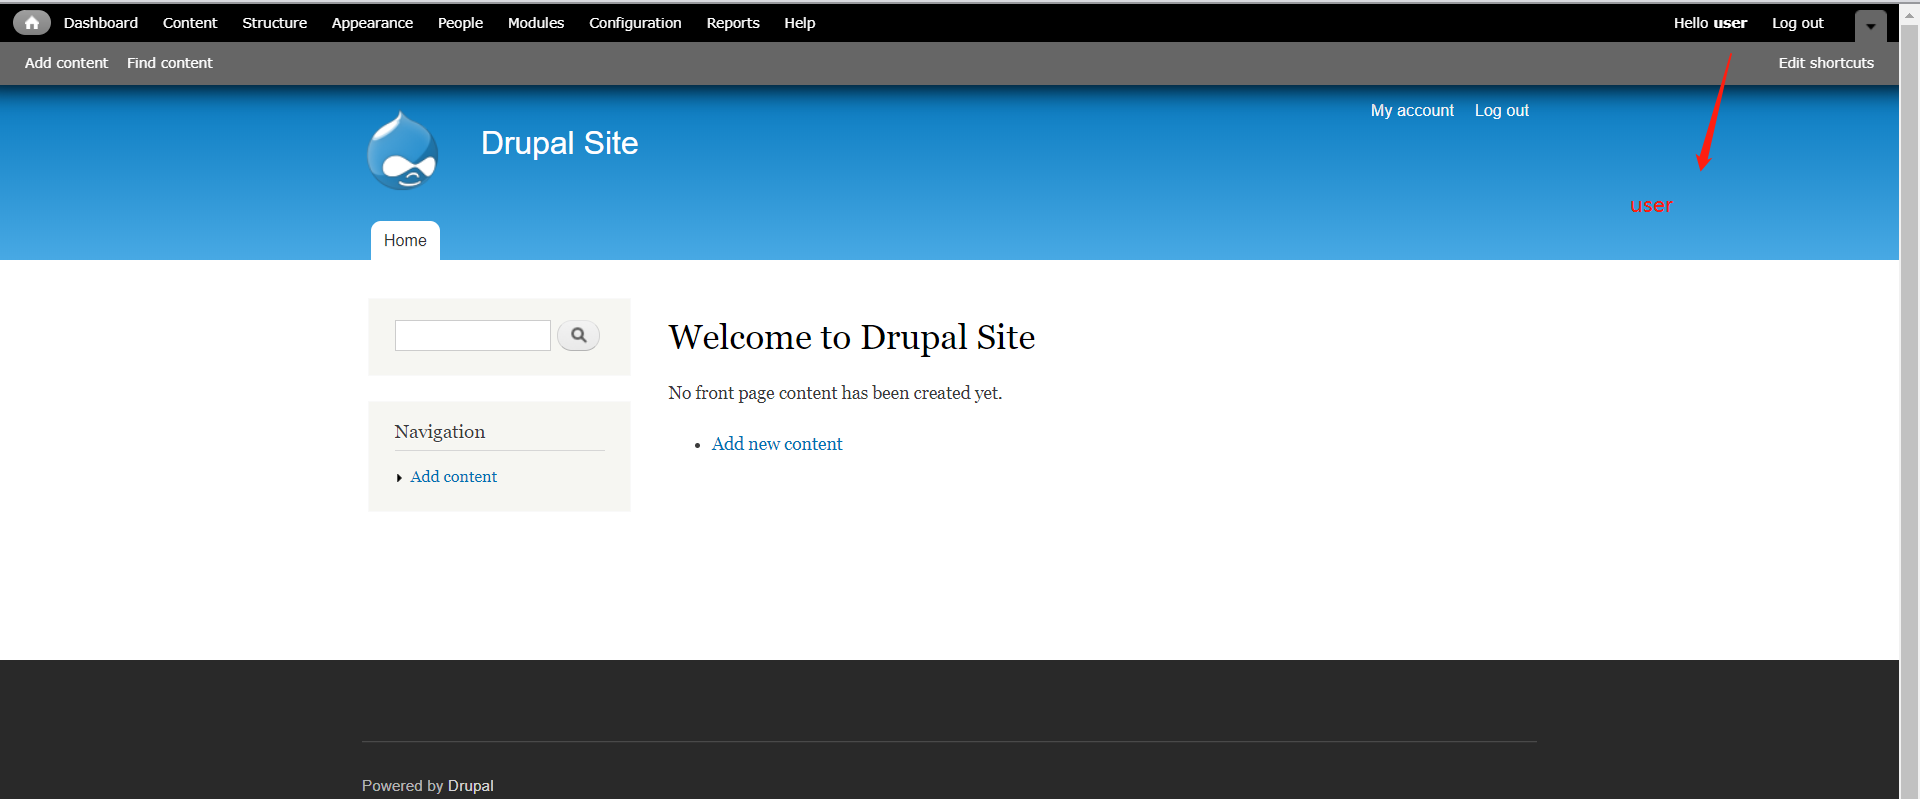 Dashboard Content Structure Appearance People Modules Configuration Reports Help Hello user Log out
Add content Find content Edit shortcuts
My account Log out
Drupal Site
user
Home
Welcome to Drupal Site
No front page content has been created yet.
Navigation
Add new content
Add content
Powered by Drupal